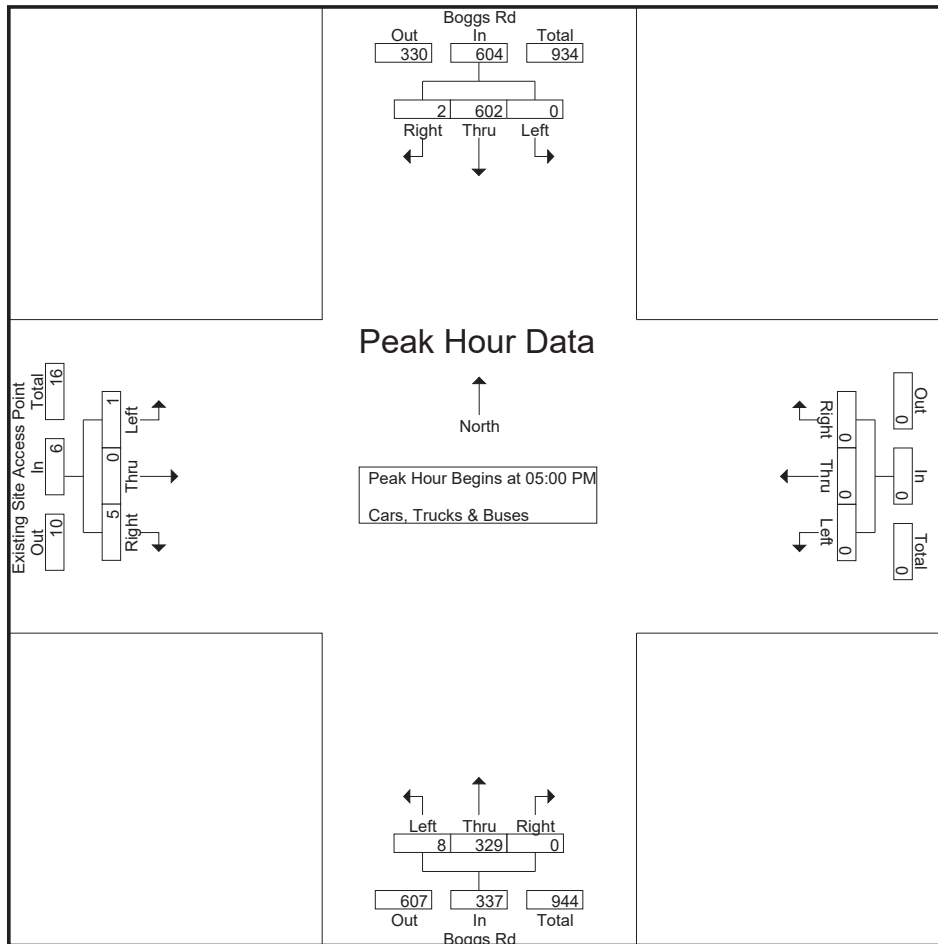 Boggs Rd
Out In Total
330 604 934
2 602 0
Right Thru Left
Peak Hour Data
North
Peak Hour Begins at 05:00 PM
Cars, Trucks & Buses
Existing Site Access Point
Out In Total
10 6 16
5 0 1
Right Thru Left
Out In Total
0 0 0
0 0 0
Right Thru Left
Left Thru Right
8 329 0
607 337 944
Out In Total
Boggs Rd